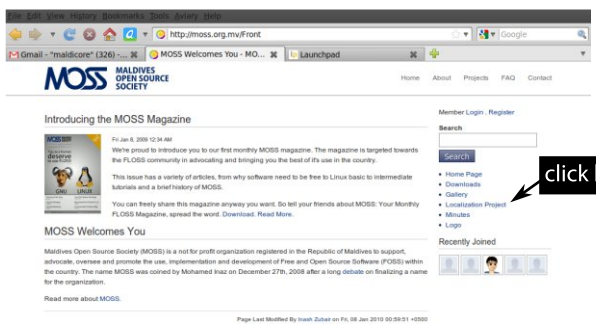 File Edit View History Bookmarks Tools Aviary Help
http://moss.org.mv/Front
Google
Gmail - "maldicore" (326) -...
MOSS Welcomes You - MO...
Launchpad
MOSS MALDIVES OPEN SOURCE SOCIETY
Home About Projects FAQ Contact
Introducing the MOSS Magazine
Fri Jan 8, 2009 12:34 AM
We're proud to introduce you to our first monthly MOSS magazine. The magazine is targeted towards
the FLOSS community in advocating and bringing you the best of it's use in the country.
This issue has a variety of articles, from why software need to be free to Linux basic to intermediate
tutorials and a brief history of MOSS.
You can freely share this magazine anyway you want. So tell your friends about MOSS: Your Monthly
FLOSS Magazine, spread the word. Download. Read More.
MOSS
deserve
GNU LINUX
MOSS Welcomes You
Maldives Open Source Society (MOSS) is a not for profit organization registered in the Republic of Maldives to support,
advocate, oversee and promote the use, implementation and development of Free and Open Source Software (FOSS) within
the country. The name MOSS was coined by Mohamed Inaz on December 27th, 2008 after a long debate on finalizing a name
for the organization.
Read more about MOSS.
Page Last Modified By Inash Zubair on Fri, 08 Jan 2010 00:59:51 +0500
Member Login . Register
Search
Search
Home Page
Downloads
Gallery
Localization Project
Minutes
Logo
click
Recently Joined